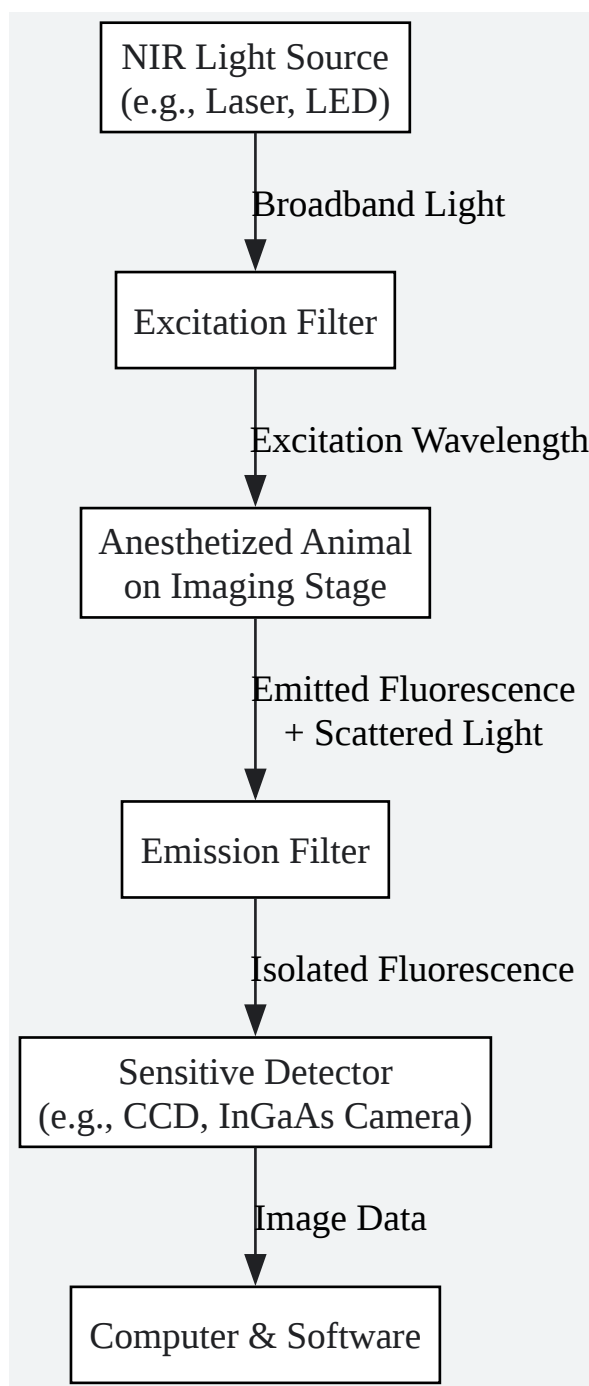 NIR Light Source
(e.g., Laser, LED)
Broadband Light
Excitation Filter
Excitation Wavelength
Anesthetized Animal
on Imaging Stage
Emitted Fluorescence
+ Scattered Light
Emission Filter
Isolated Fluorescence
Sensitive Detector
(e.g., CCD, InGaAs Camera)
Image Data
Computer & Software